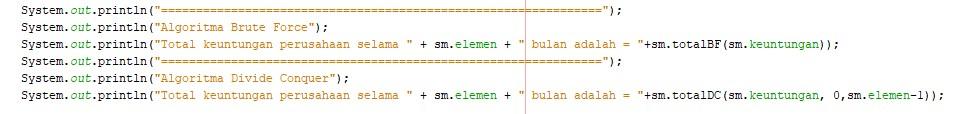 System.out.println("===============================================================");
System.out.println("Algoritma Brute Force");
System.out.println("Total keuntungan perusahaan selama " + sm.elemen + " bulan adalah = "+sm.totalBF(sm.keuntungan));
System.out.println("===============================================================");
System.out.println("Algoritma Divide Conquer");
System.out.println("Total keuntungan perusahaan selama " + sm.elemen + " bulan adalah = "+sm.totalDC(sm.keuntungan, 0,sm.elemen-1));